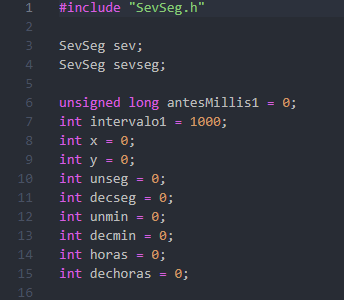 1 #include "SevSeg.h"
2
3 SevSeg sev;
4 SevSeg sevseg;
5
6 unsigned long antesMillis1 = 0;
7 int intervalo1 = 1000;
8 int x = 0;
9 int y = 0;
10 int unseg = 0;
11 int decseg = 0;
12 int unmin = 0;
13 int decmin = 0;
14 int horas = 0;
15 int dechoras = 0;
16